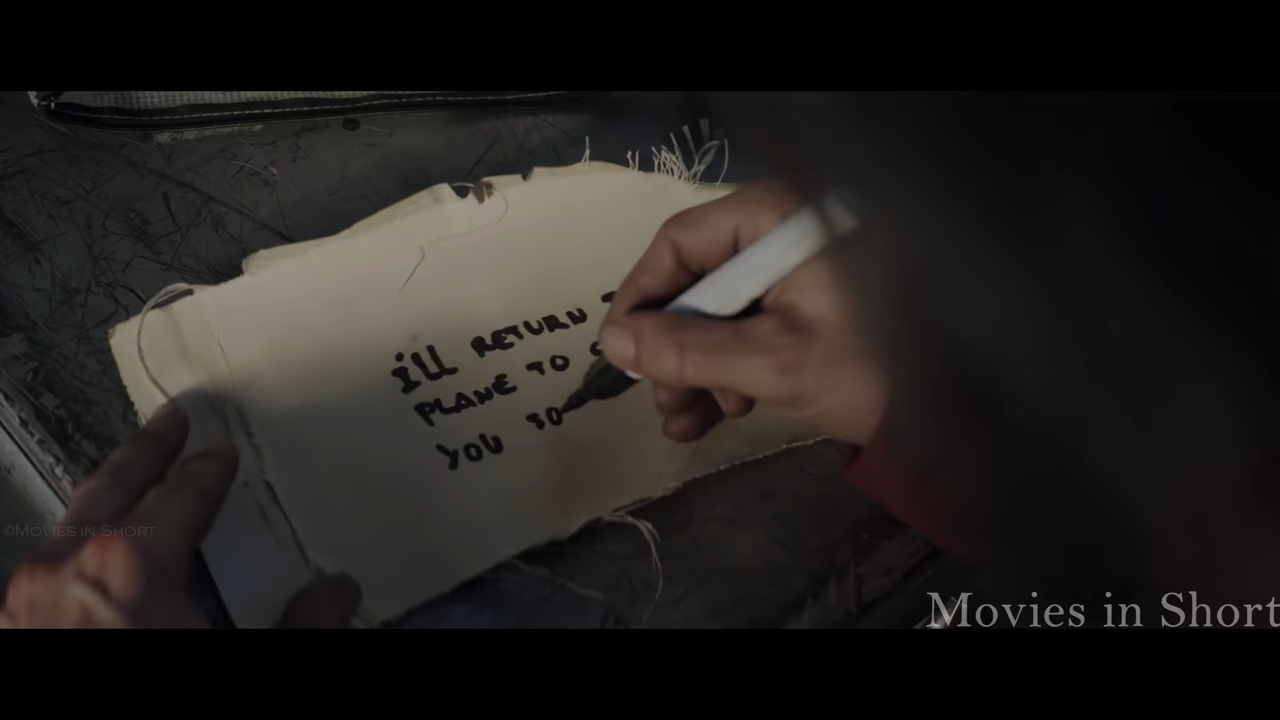 ill RETURN
PLANE TO
YOU SO
©MOVIES IN SHORT
Movies in Short